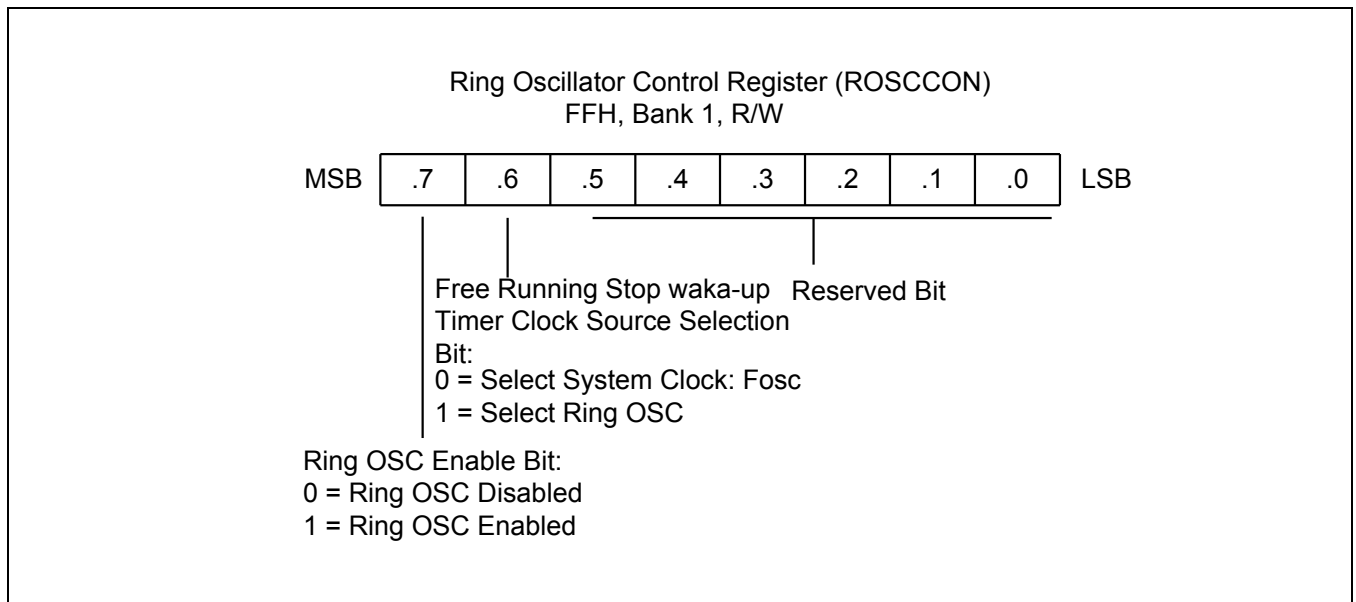 Ring Oscillator Control Register (ROSCCON)
FFH, Bank 1, R/W
MSB .7 .6 .5 .4 .3 .2 .1 .0 LSB
Free Running Stop waka-up
Timer Clock Source Selection
Bit:
0 = Select System Clock: Fosc
1 = Select Ring OSC
Reserved Bit
Ring OSC Enable Bit:
0 = Ring OSC Disabled
1 = Ring OSC Enabled